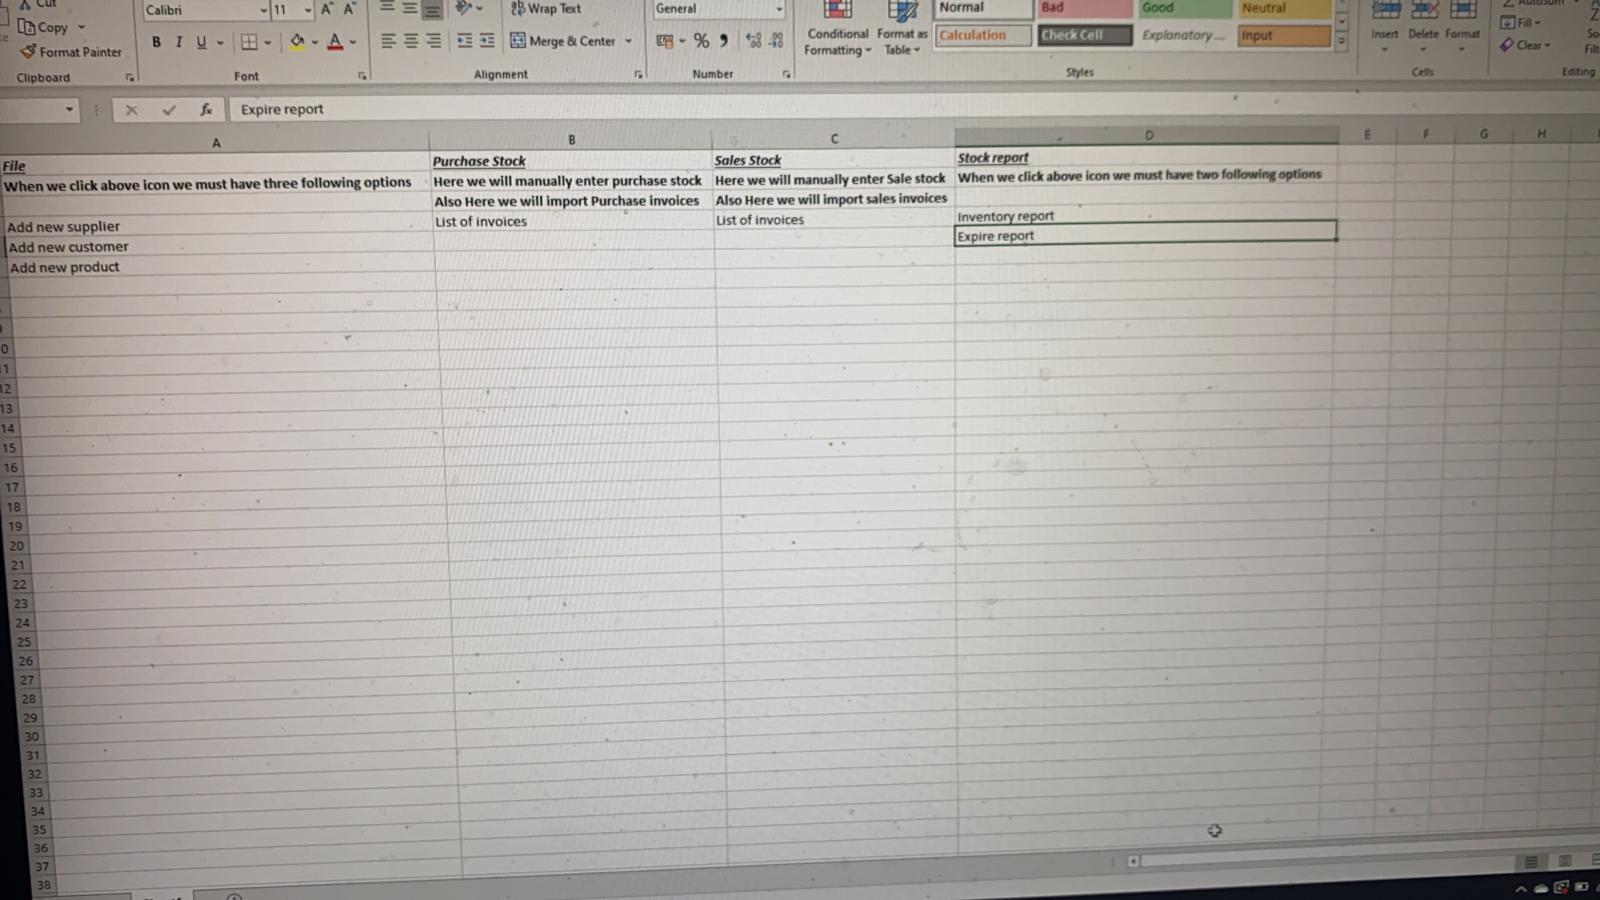 Cut
Calibri
11
Wrap Text
General
Normal
Bad
Good
Neutral
Copy
Format Painter
B I U
Merge & Center
%
Conditional Formatting
Format as Table
Calculation
Check Cell
Explanatory ...
Input
Insert
Delete
Format
Fill
Clear
Clipboard
Font
Alignment
Number
Styles
Cells
Editing
fx
Expire report
A B C D E F G H
File
Purchase Stock
Sales Stock
Stock report
When we click above icon we must have three following options
Here we will manually enter purchase stock
Here we will manually enter Sale stock
When we click above icon we must have two following options
Also Here we will import Purchase invoices
Also Here we will import sales invoices
Add new supplier
List of invoices
List of invoices
Inventory report
Add new customer
Expire report
Add new product
12
13
14
15
16
17
18
19
20
21
22
23
24
25
26
27
28
29
30
31
32
33
34
35
36
37
38